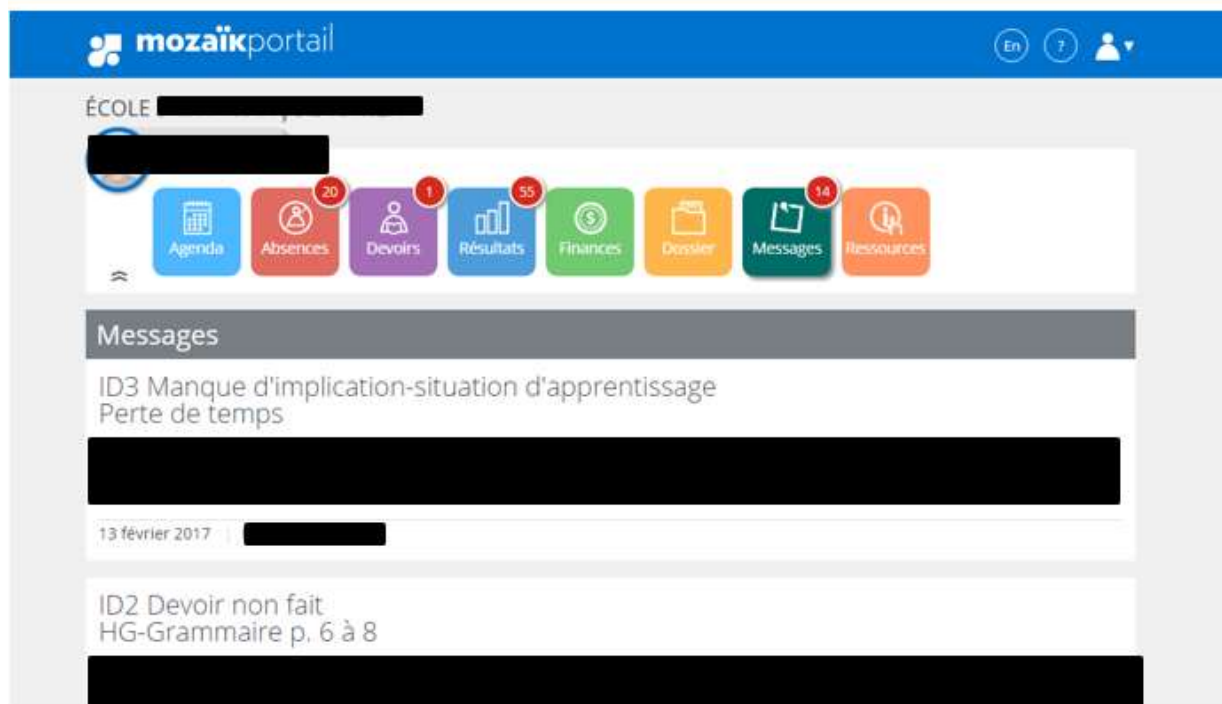 mozaïkportail
En ?
ÉCOLE
20 1 55 14
Agenda Absences Devoirs Résultats Finances Dossier Messages Ressources
Messages
ID3 Manque d'implication-situation d'apprentissage
Perte de temps
13 février 2017
ID2 Devoir non fait
HG-Grammaire p. 6 à 8